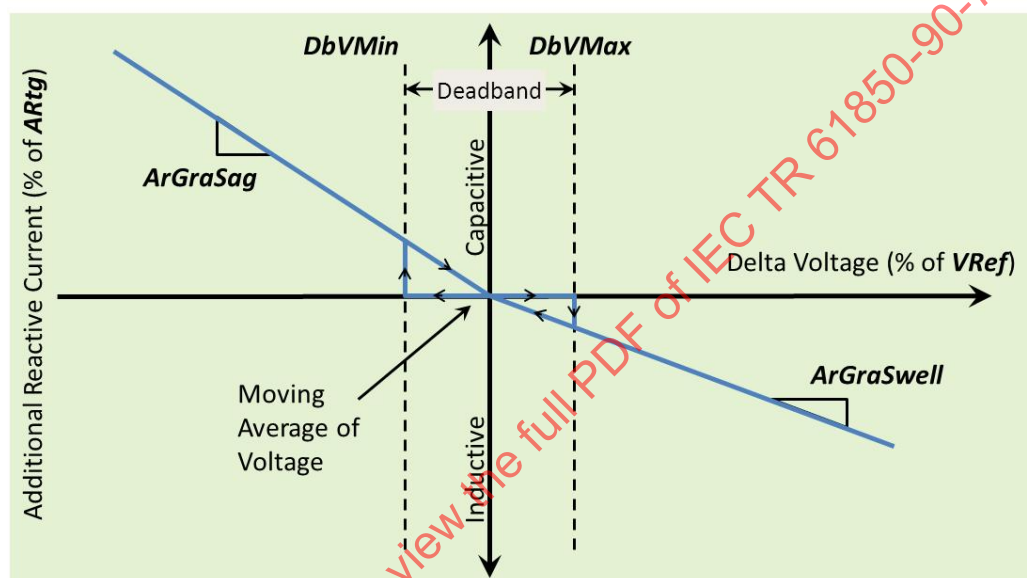 DbVMin
DbVMax
Deadband
Additional Reactive Current (% of ARtg)
ArGraSag
Capacitive
Delta Voltage (% of VRef)
Moving
Average of
Voltage
ArGraSwell
Inductive
view the full PDF of IEC TR 61850-90-